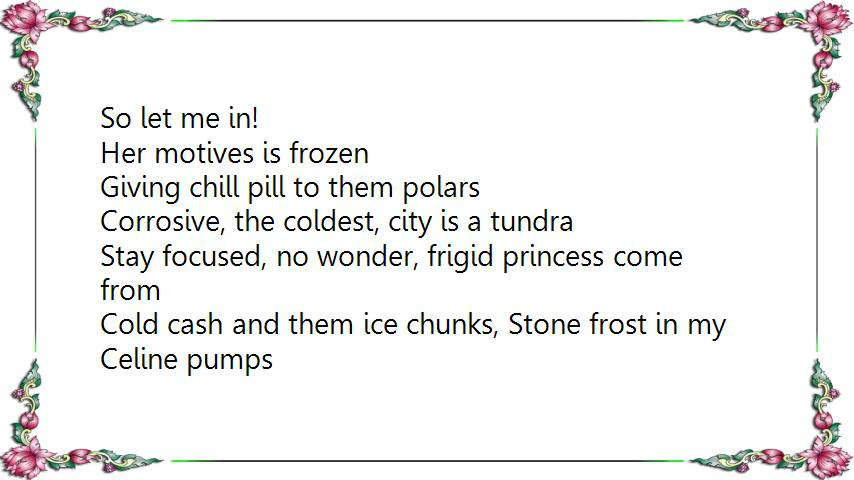 So let me in!
Her motives is frozen
Giving chill pill to them polars
Corrosive, the coldest, city is a tundra
Stay focused, no wonder, frigid princess come
from
Cold cash and them ice chunks, Stone frost in my
Celine pumps